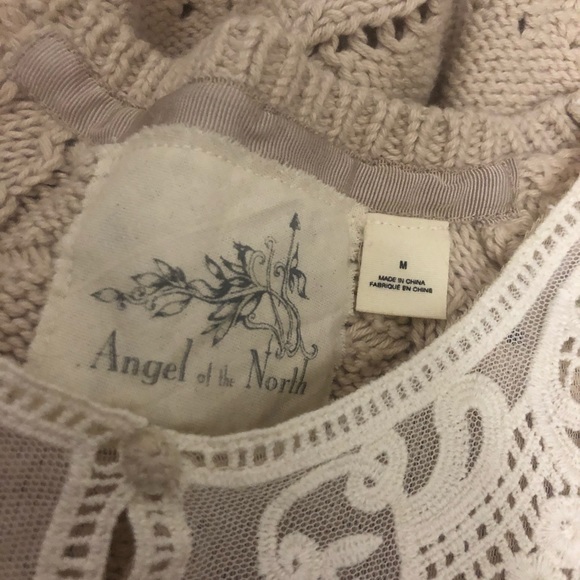 Angel of the North
M
MADE IN CHINA
FABRIQUÉ EN CHINE